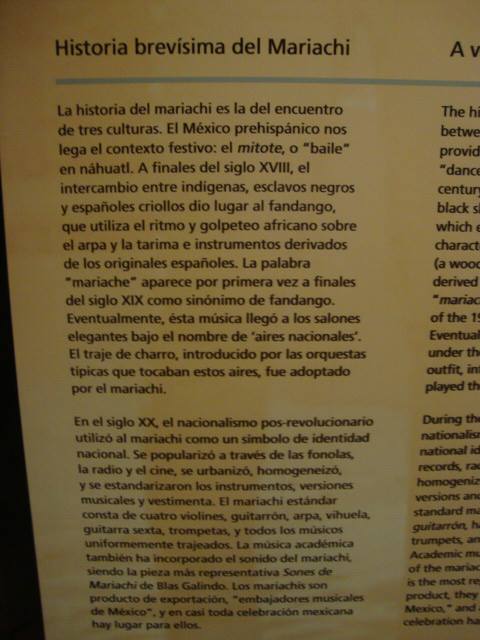 Historia brevísima del Mariachi
La historia del mariachi es la del encuentro
de tres culturas. El México prehispánico nos
lega el contexto festivo: el mitote, o "baile"
en náhuatl. A finales del siglo XVIII, el
intercambio entre indígenas, esclavos negros
y españoles criollos dio lugar al fandango,
que utiliza el ritmo y golpeteo africano sobre
el arpa y la tarima e instrumentos derivados
de los originales españoles. La palabra
"mariache" aparece por primera vez a finales
del siglo XIX como sinónimo de fandango.
Eventualmente, ésta música llegó a los salones
elegantes bajo el nombre de 'aires nacionales'.
El traje de charro, introducido por las orquestas
típicas que tocaban estos aires, fue adoptado
por el mariachi.
En el siglo XX, el nacionalismo pos-revolucionario
utilizó al mariachi como un símbolo de identidad
nacional. Se popularizó a través de las fonolas,
la radio y el cine, se urbanizó, homogeneizó,
y se estandarizaron los instrumentos, versiones
musicales y vestimenta. El mariachi estándar
consta de cuatro violines, guitarrón, arpa, vihuela,
guitarra sexta, trompetas, y todos los músicos
uniformemente trajeados. La música académica
también ha incorporado el sonido del mariachi,
siendo la pieza más representativa Sones de
Mariachi de Blas Galindo. Los mariachis son
producto de exportación, "embajadores musicales
de México", y en casi toda celebración mexicana
hay lugar para ellos.
A v
The hi
betwe
provid
"dance
century
black s
which e
charact
(a wood
derived
"mariac
of the 19
Eventual
under th
outfit, in
played th
During th
nationalis
national id
records, rad
homogeniz
versions and
standard ma
guitarrón, h
trumpets, an
Academic mu
of the mariac
is the most re
product, they
Mexico," and
celebration ha